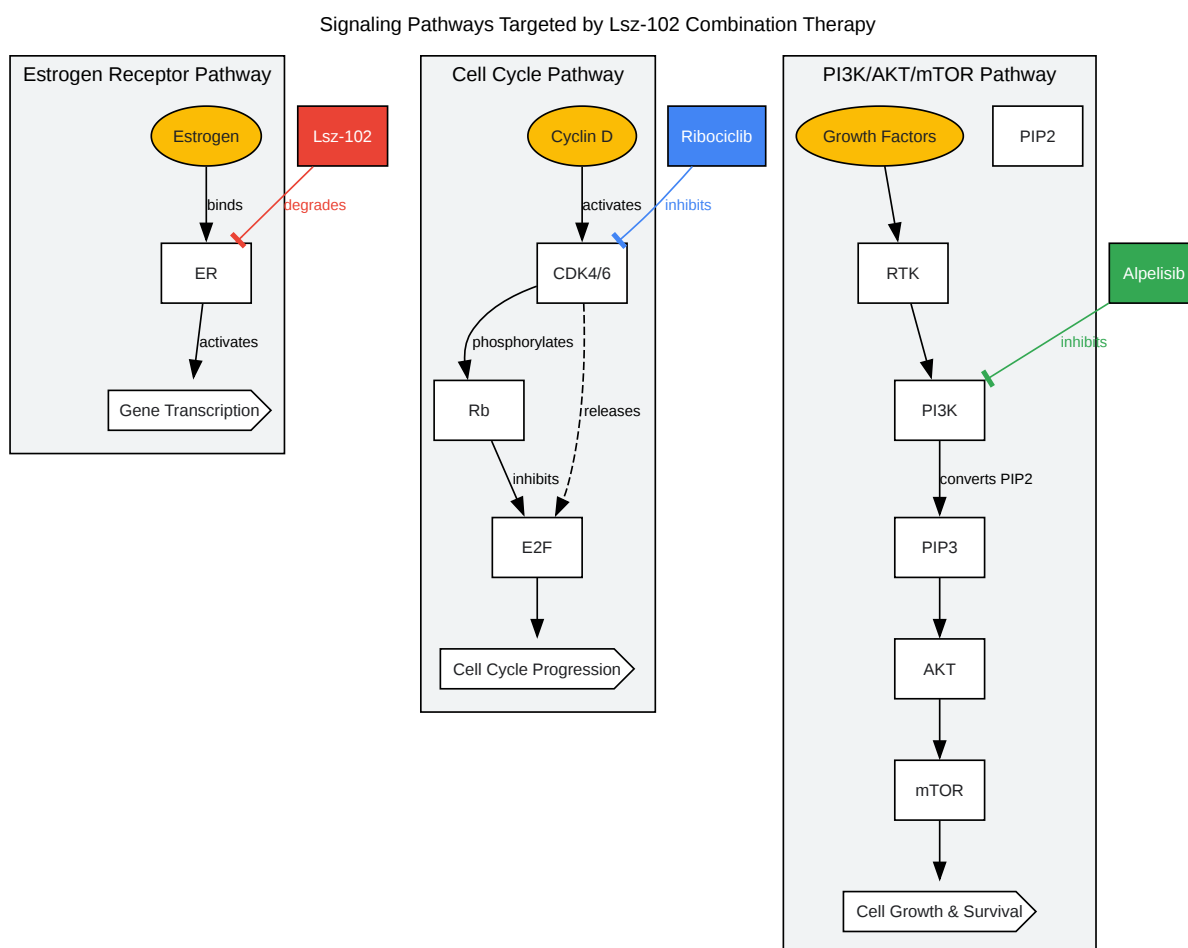 Signaling Pathways Targeted by Lsz-102 Combination Therapy
Estrogen Receptor Pathway
Estrogen
Lsz-102
binds
degrades
ER
activates
Gene Transcription
Cell Cycle Pathway
Cyclin D
Ribociclib
activates
inhibits
CDK4/6
phosphorylates
Rb
releases
inhibits
E2F
Cell Cycle Progression
PI3K/AKT/mTOR Pathway
Growth Factors
PIP2
RTK
Alpelisib
inhibits
PI3K
converts PIP2
PIP3
AKT
mTOR
Cell Growth & Survival